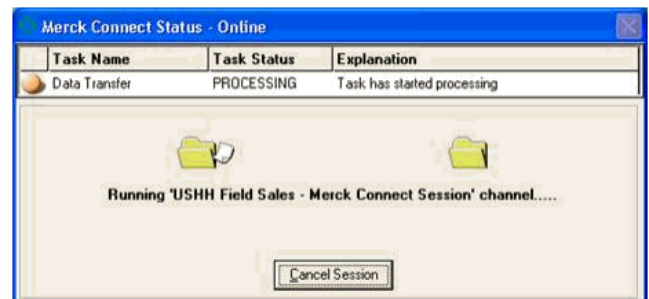 Merck Connect Status - Online
Task Name Task Status Explanation
Data Transfer PROCESSING Task has started processing
Running 'USHH Field Sales - Merck Connect Session' channel.....
Cancel Session